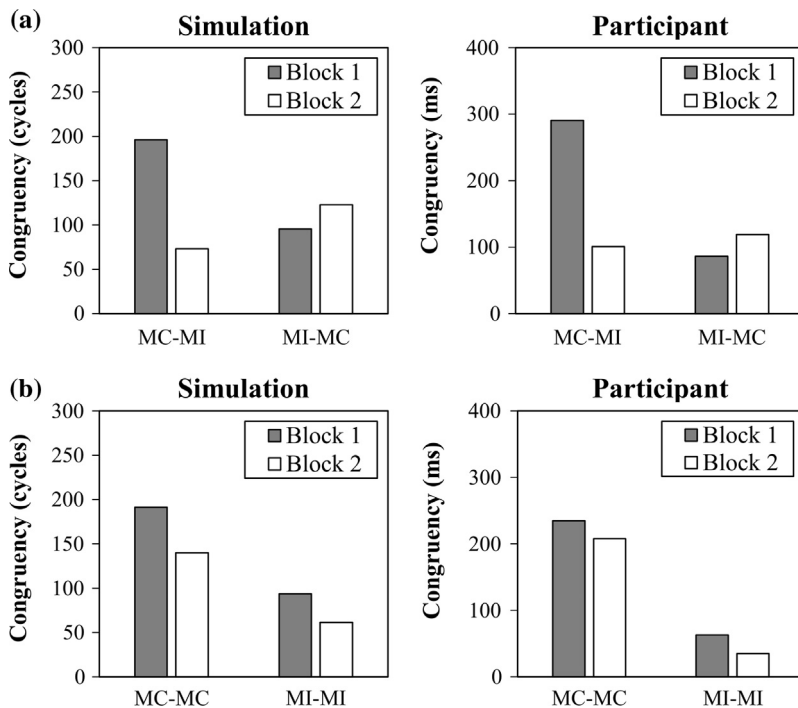 (a)
Simulation
Congruency (cycles)
300
250
200
150
100
50
0
Block 1
Block 2
MC-MI
MI-MC
Participant
Congruency (ms)
400
300
200
100
0
Block 1
Block 2
MC-MI
MI-MC
(b)
Simulation
Congruency (cycles)
300
250
200
150
100
50
0
Block 1
Block 2
MC-MC
MI-MI
Participant
Congruency (ms)
400
300
200
100
0
Block 1
Block 2
MC-MC
MI-MI